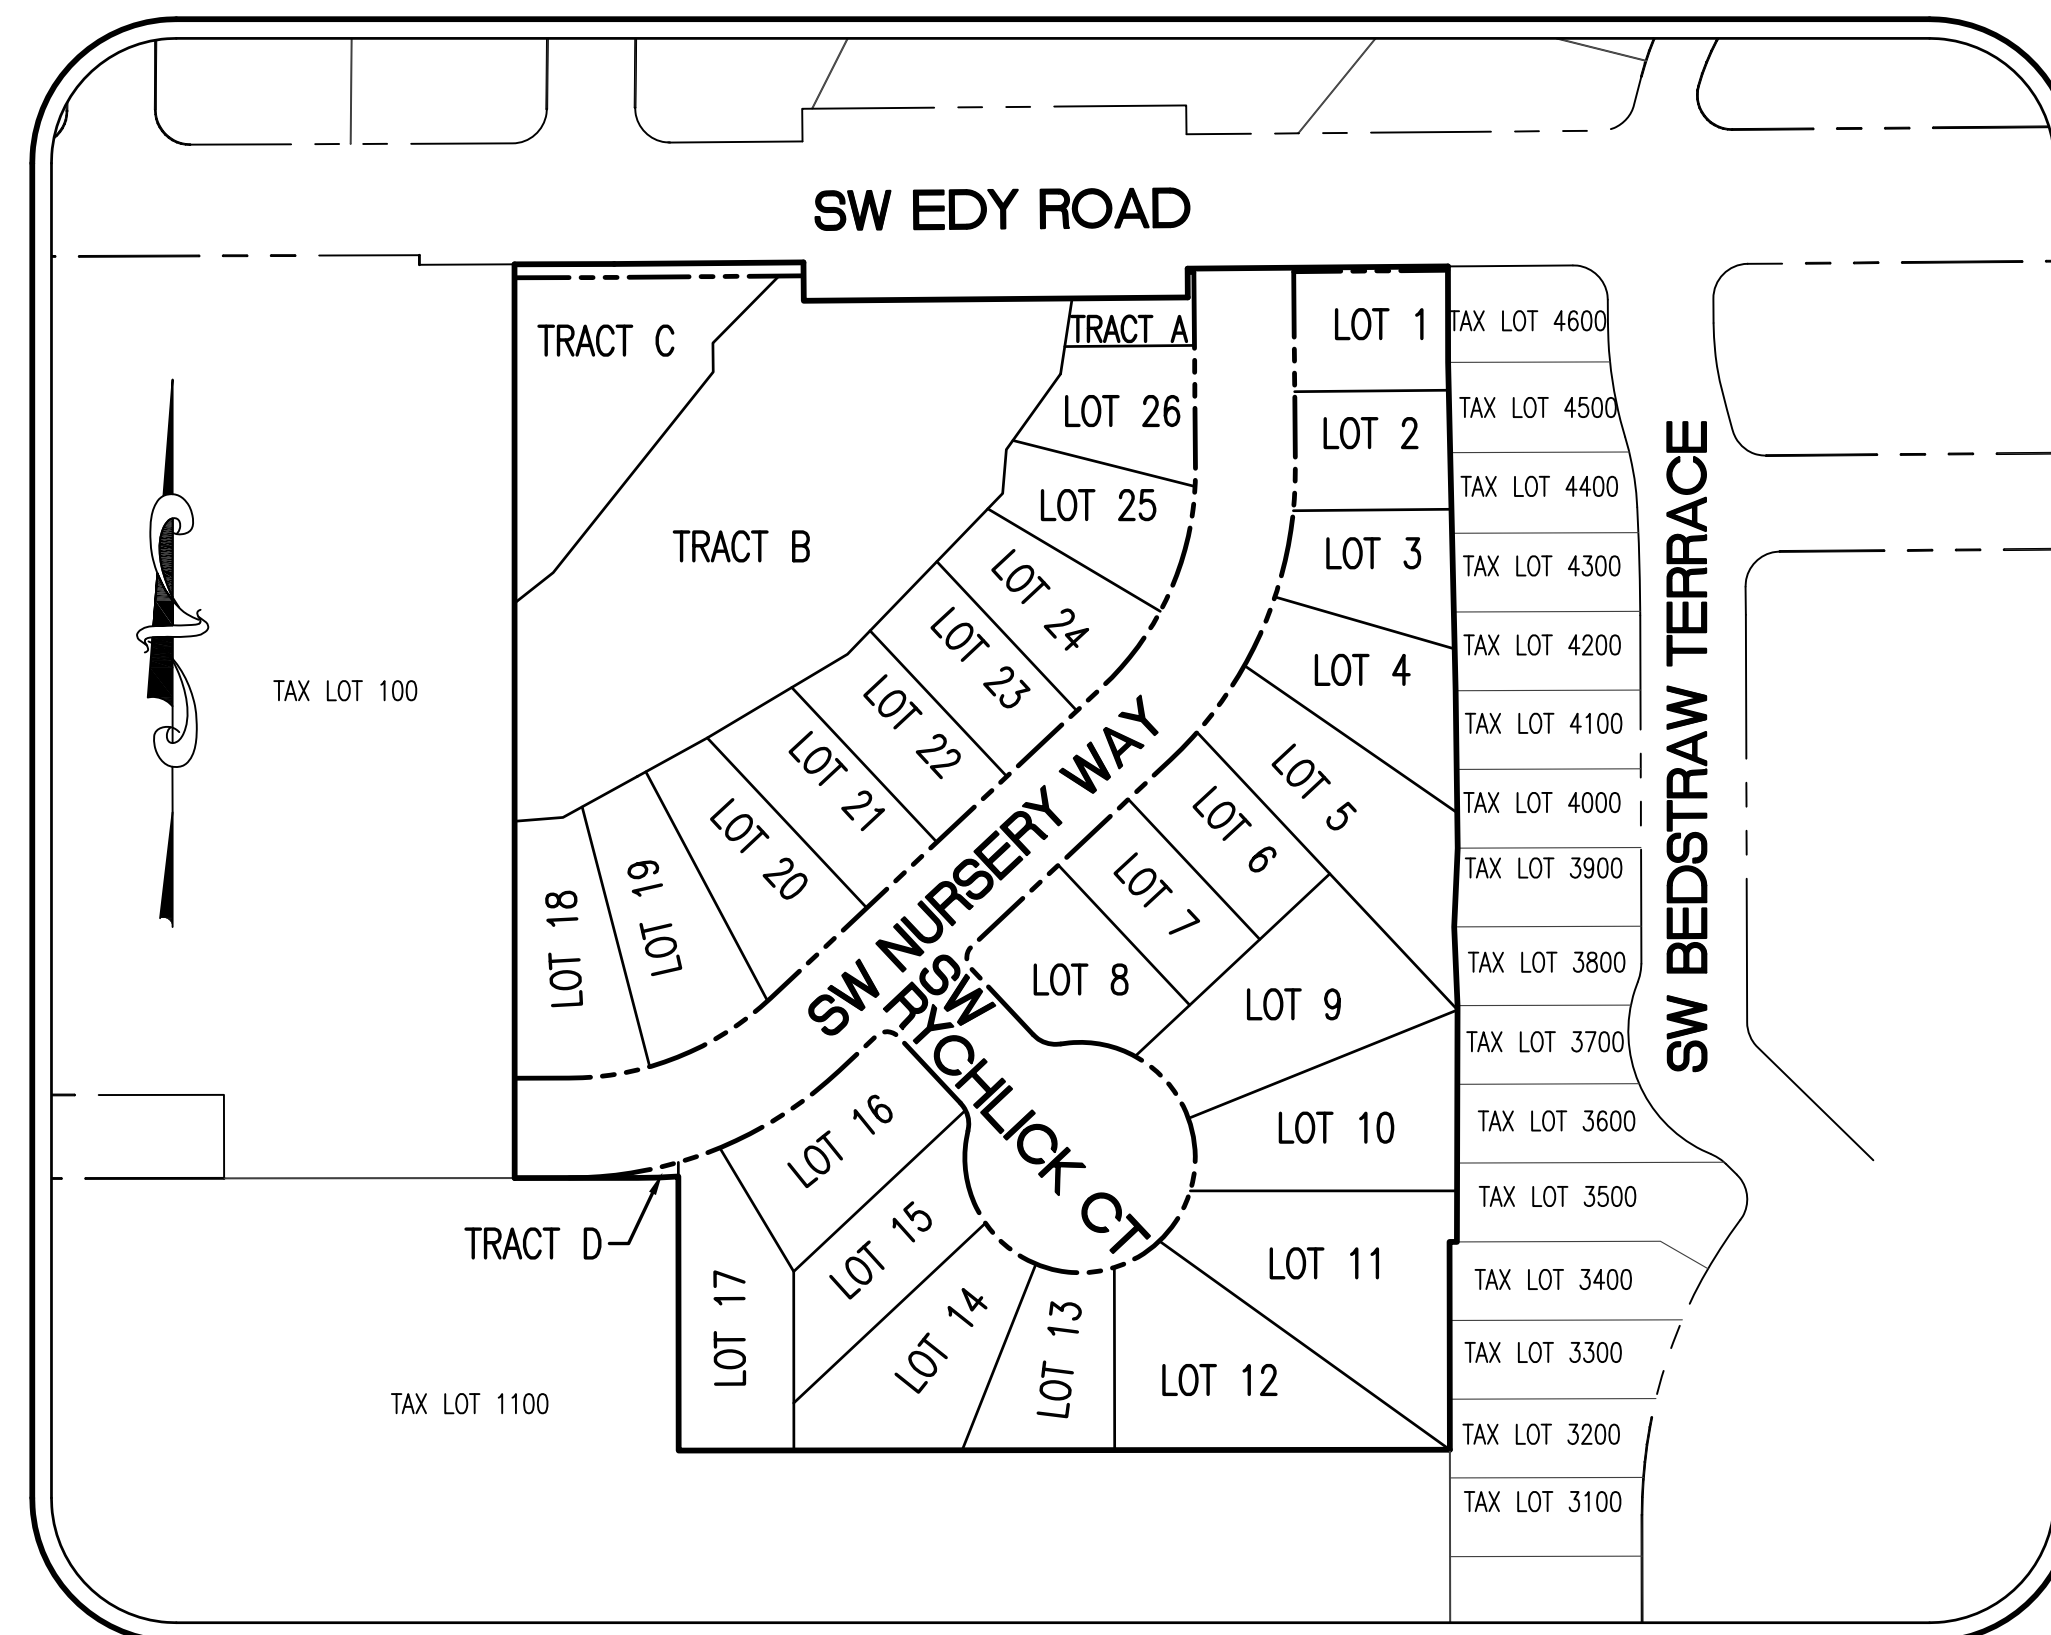 SW EDY ROAD
TRACT C
TRACT A
LOT 1
TAX LOT 4600
LOT 26
LOT 2
TAX LOT 4500
TAX LOT 4400
LOT 25
TRACT B
LOT 3
TAX LOT 4300
LOT 24
LOT 23
LOT 4
TAX LOT 4200
TAX LOT 100
LOT 22
TAX LOT 4100
LOT 21
LOT 5
TAX LOT 4000
LOT 20
LOT 6
SW BEDSTRAW TERRACE
SW NURSERY WAY
LOT 7
TAX LOT 3900
LOT 19
LOT 18
LOT 8
LOT 9
TAX LOT 3800
SW
RYCHLICK CT
TAX LOT 3700
LOT 16
LOT 10
TAX LOT 3600
LOT 15
TAX LOT 3500
TRACT D
LOT 11
TAX LOT 3400
LOT 17
LOT 14
LOT 13
LOT 12
TAX LOT 3300
TAX LOT 1100
TAX LOT 3200
TAX LOT 3100